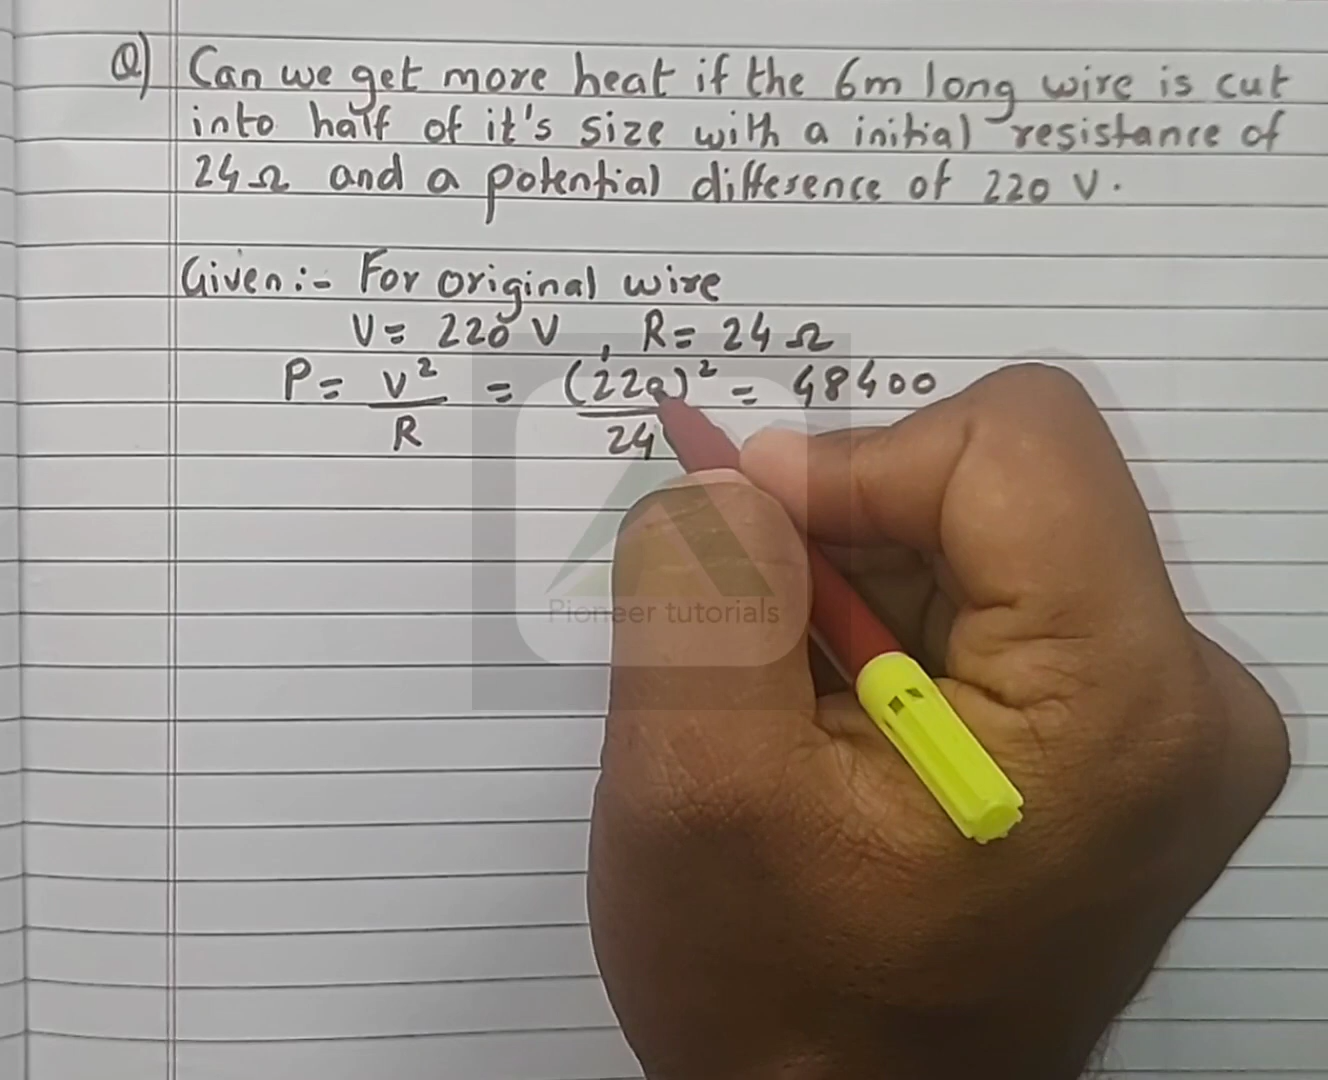 Q) Can we get more heat if the 6m long wire is cut
into half of it's size with a initial resistance of
24Ω and a potential difference of 220 V.
Given:- For original wire
V= 220 V , R= 24 Ω
P= V² = (220)² = 48400
R 24
Pioneer tutorials